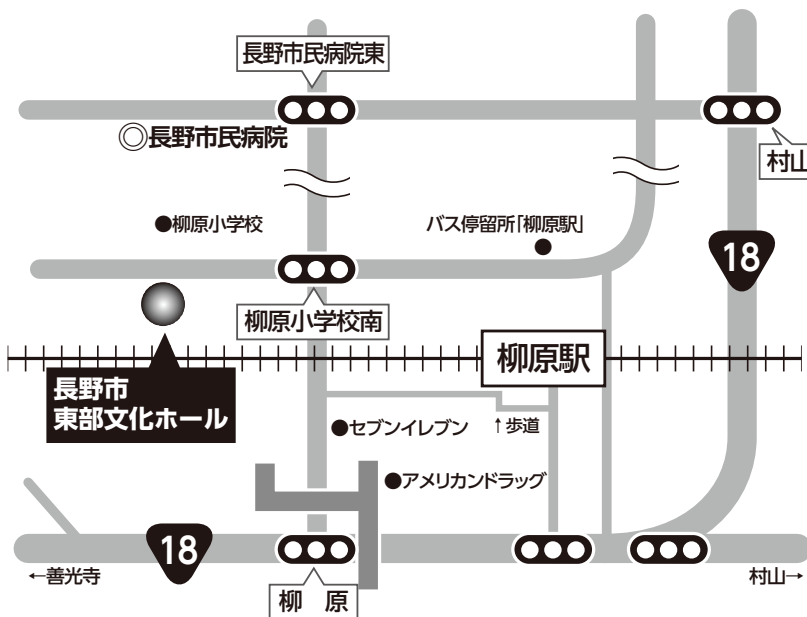 長野市民病院東
◎長野市民病院
村山
●柳原小学校
バス停留所「柳原駅」
●
18
柳原小学校南
柳原駅
長野市
東部文化ホール
●セブンイレブン
↑歩道
●アメリカンドラッグ
18
←善光寺
村山→
柳　原